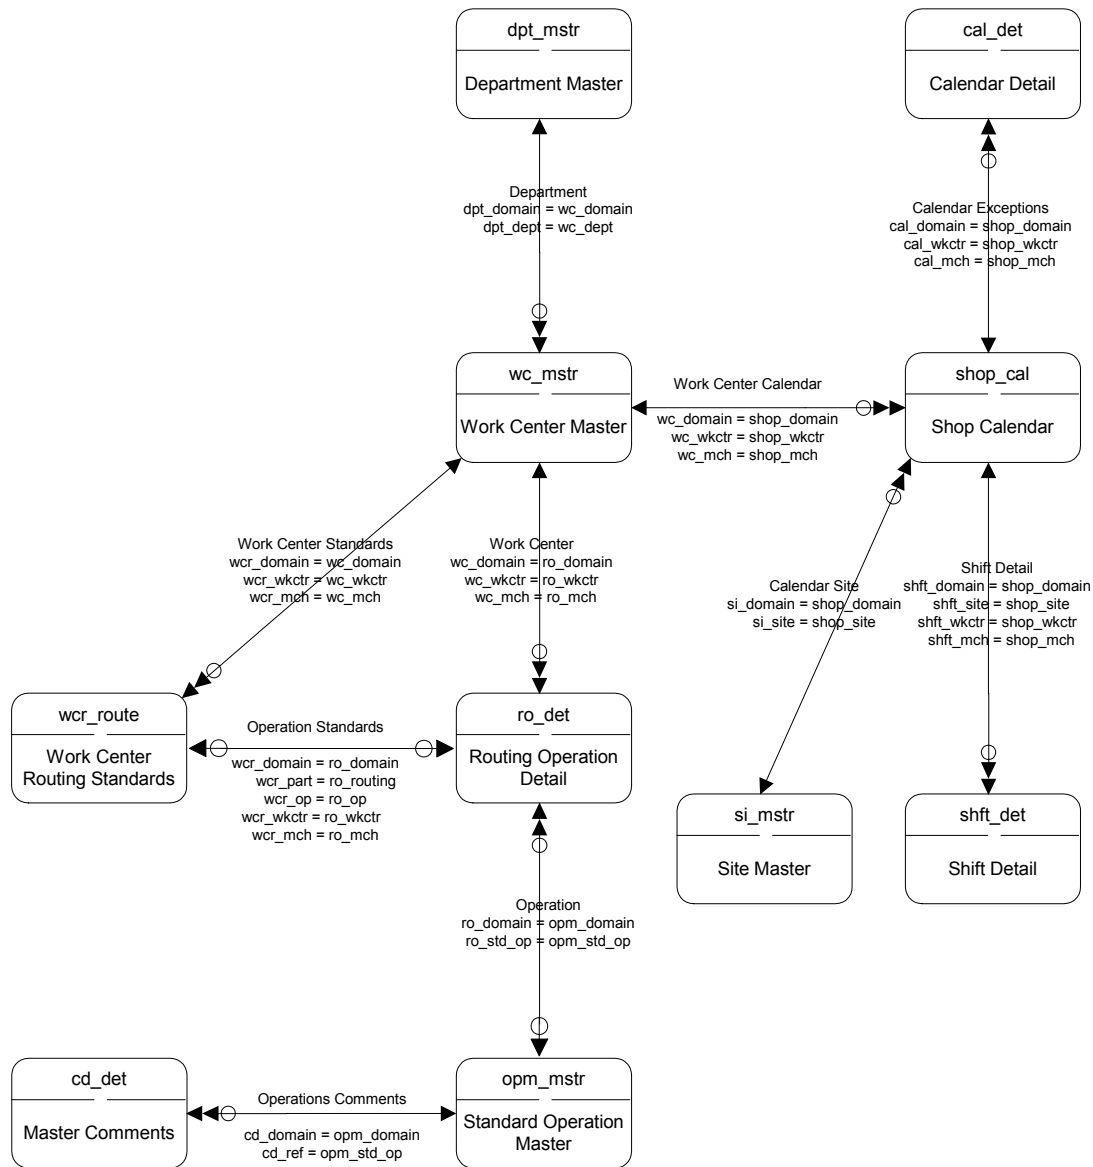 dpt_mstr
Department Master
cal_det
Calendar Detail
Department
dpt_domain = wc_domain
dpt_dept = wc_dept
Calendar Exceptions
cal_domain = shop_domain
cal_wkctr = shop_wkctr
cal_mch = shop_mch
wc_mstr
Work Center Master
Work Center Calendar
wc_domain = shop_domain
wc_wkctr = shop_wkctr
wc_mch = shop_mch
shop_cal
Shop Calendar
Work Center Standards
wcr_domain = wc_domain
wcr_wkctr = wc_wkctr
wcr_mch = wc_mch
Work Center
wc_domain = ro_domain
wc_wkctr = ro_wkctr
wc_mch = ro_mch
Calendar Site
si_domain = shop_domain
si_site = shop_site
Shift Detail
shft_domain = shop_domain
shft_site = shop_site
shft_wkctr = shop_wkctr
shft_mch = shop_mch
wcr_route
Work Center
Routing Standards
Operation Standards
wcr_domain = ro_domain
wcr_part = ro_routing
wcr_op = ro_op
wcr_wkctr = ro_wkctr
wcr_mch = ro_mch
ro_det
Routing Operation
Detail
si_mstr
Site Master
shft_det
Shift Detail
Operation
ro_domain = opm_domain
ro_std_op = opm_std_op
cd_det
Master Comments
Operations Comments
cd_domain = opm_domain
cd_ref = opm_std_op
opm_mstr
Standard Operation
Master